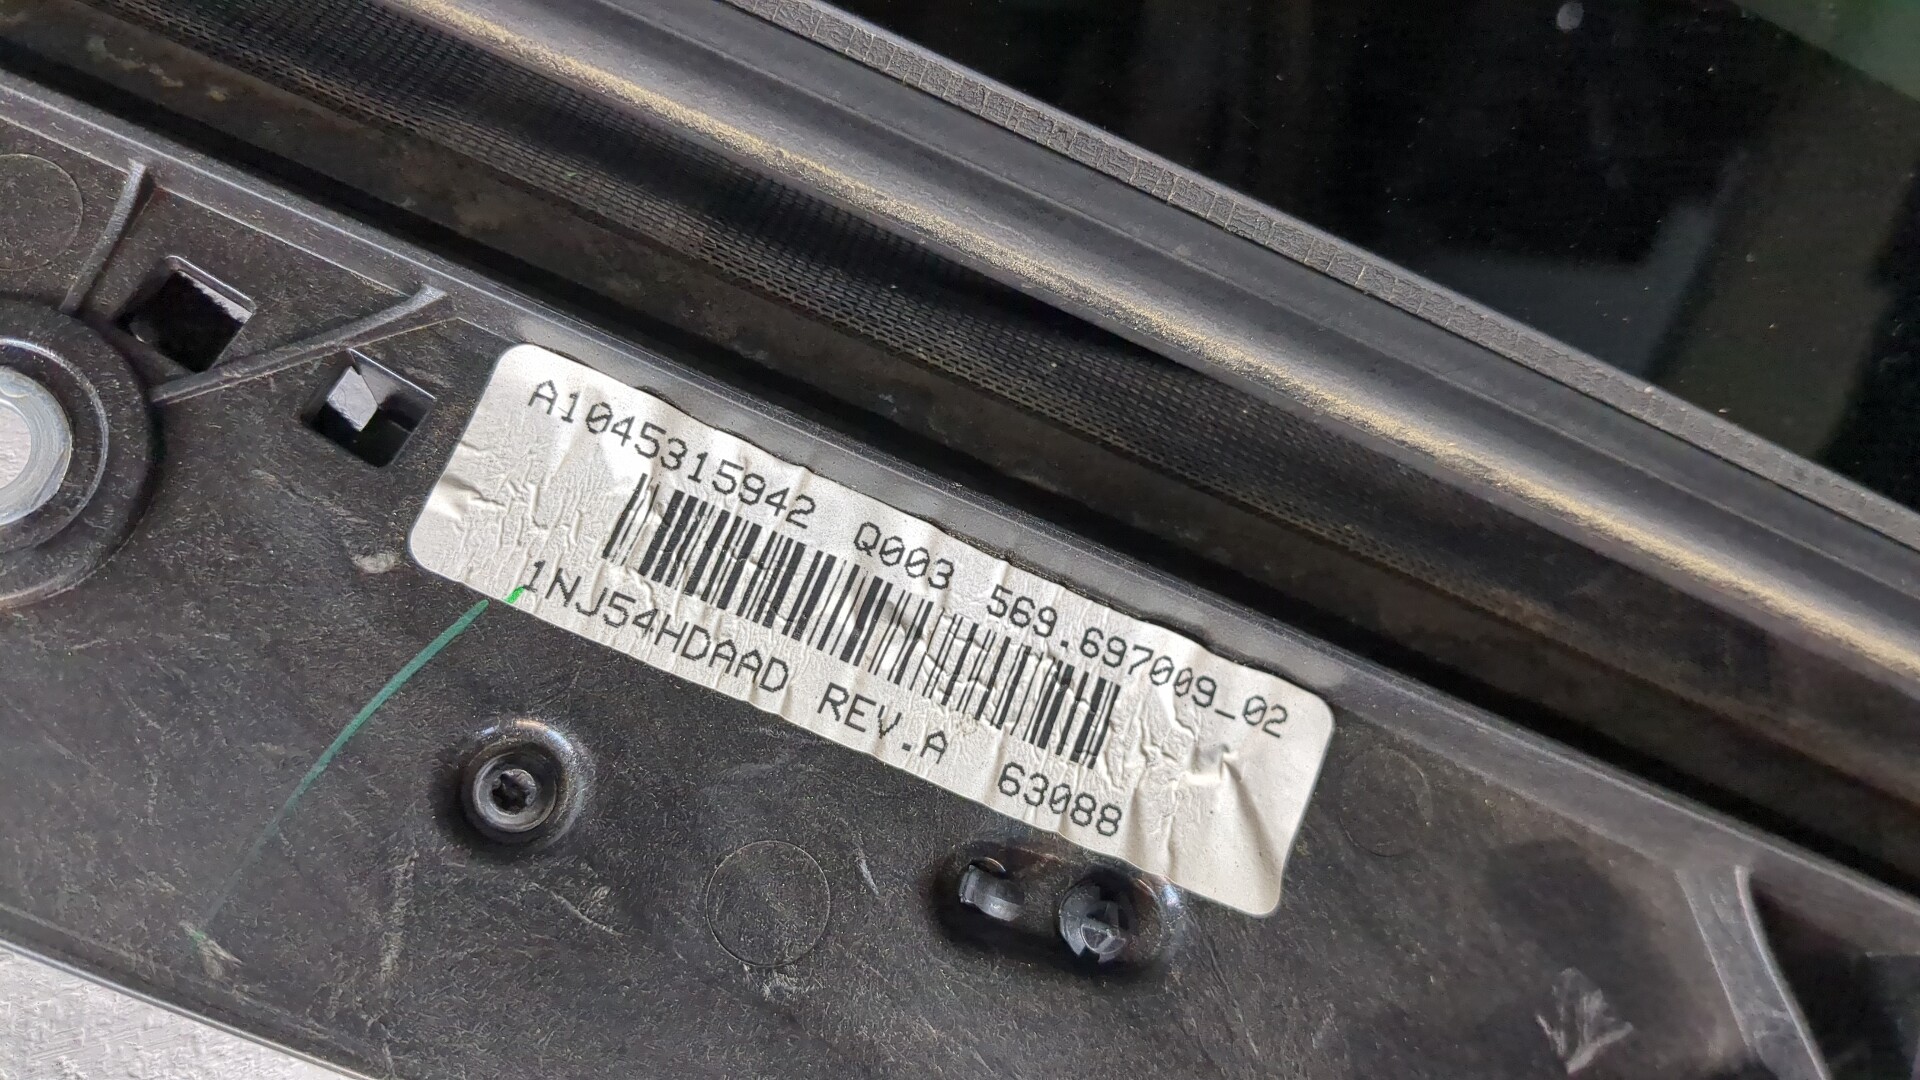 A1045315942 Q003 569.697009_02
1NJ54HDAAD REV.A 63088